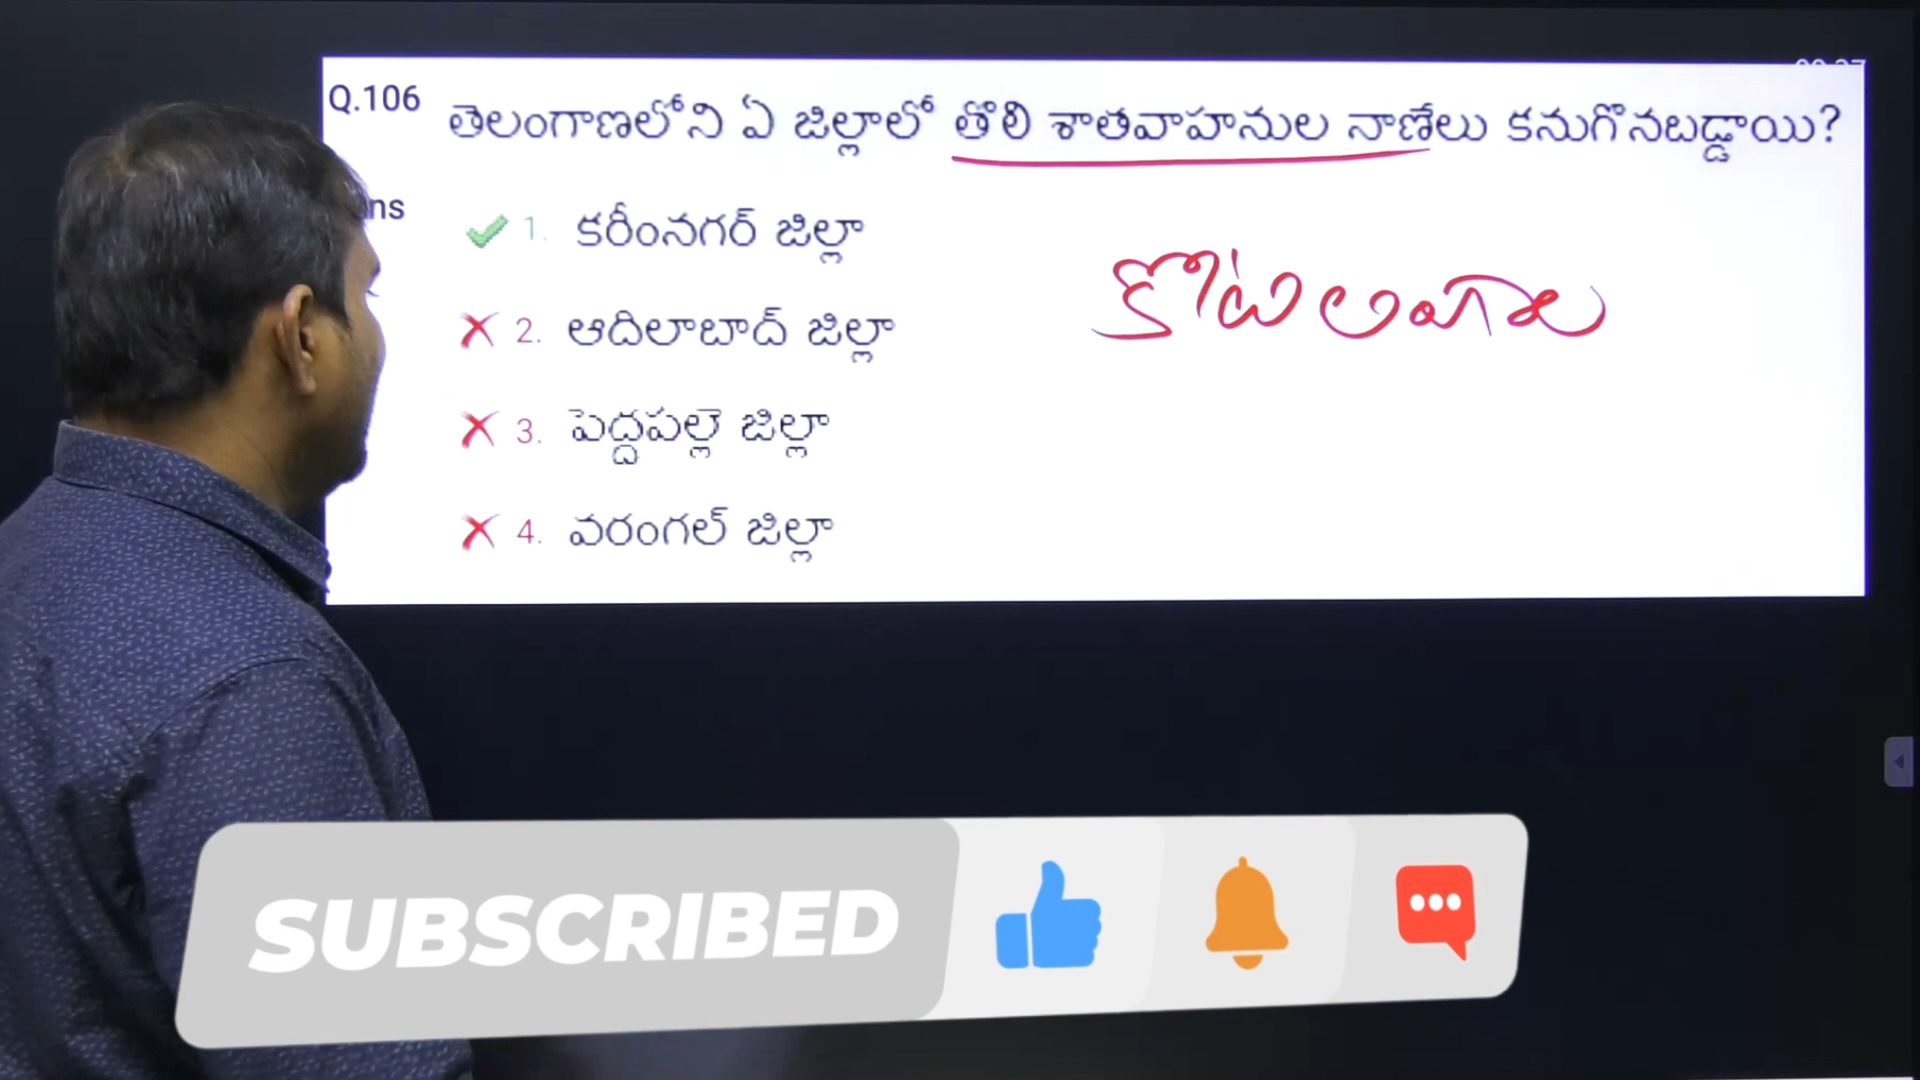 Q.106 తెలంగాణలోని ఏ జిల్లాలో తొలి శాతవాహనుల నాణేలు కనుగొనబడ్డాయి?
ns
1. కరీంనగర్ జిల్లా
2. ఆదిలాబాద్ జిల్లా
3. పెద్దపల్లె జిల్లా
4. వరంగల్ జిల్లా
SUBSCRIBED